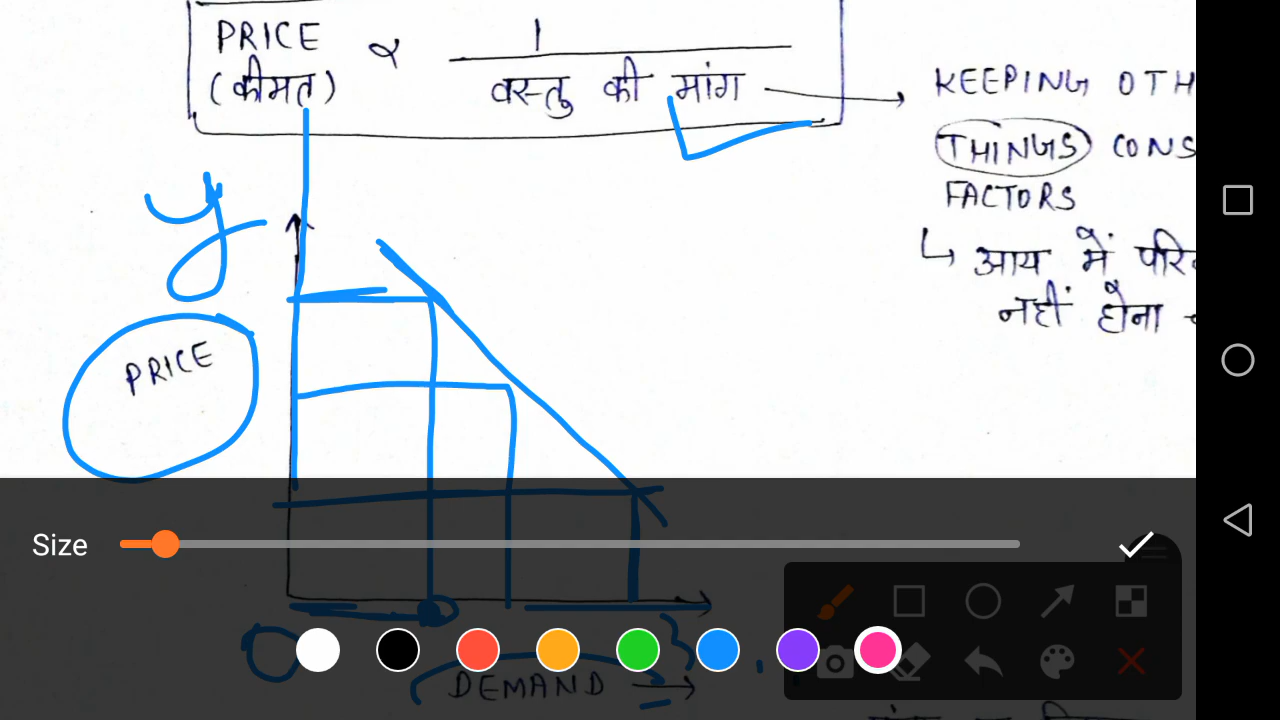 PRICE ∝ 1
(कीमत) वस्तु की मांग
KEEPING OTH
THINGS CONS
FACTORS
↳ आय में परि
नहीं होना
y
PRICE
Size
O
DEMAND →